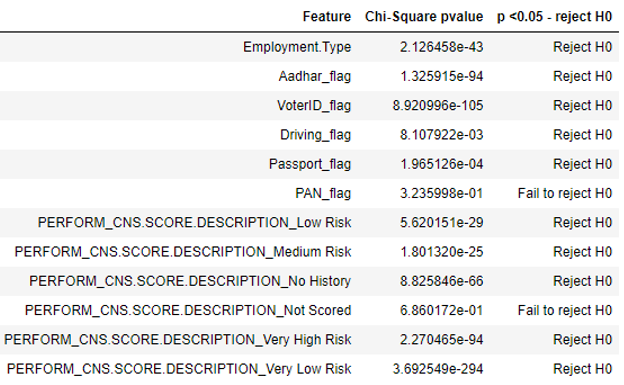 Feature Chi-Square pvalue p <0.05 - reject H0
Employment.Type 2.126458e-43 Reject H0
Aadhar_flag 1.325915e-94 Reject H0
VoterID_flag 8.920996e-105 Reject H0
Driving_flag 8.107922e-03 Reject H0
Passport_flag 1.965126e-04 Reject H0
PAN_flag 3.235998e-01 Fail to reject H0
PERFORM_CNS.SCORE.DESCRIPTION_Low Risk 5.620151e-29 Reject H0
PERFORM_CNS.SCORE.DESCRIPTION_Medium Risk 1.801320e-25 Reject H0
PERFORM_CNS.SCORE.DESCRIPTION_No History 8.825846e-66 Reject H0
PERFORM_CNS.SCORE.DESCRIPTION_Not Scored 6.860172e-01 Fail to reject H0
PERFORM_CNS.SCORE.DESCRIPTION_Very High Risk 2.270465e-94 Reject H0
PERFORM_CNS.SCORE.DESCRIPTION_Very Low Risk 3.692549e-294 Reject H0